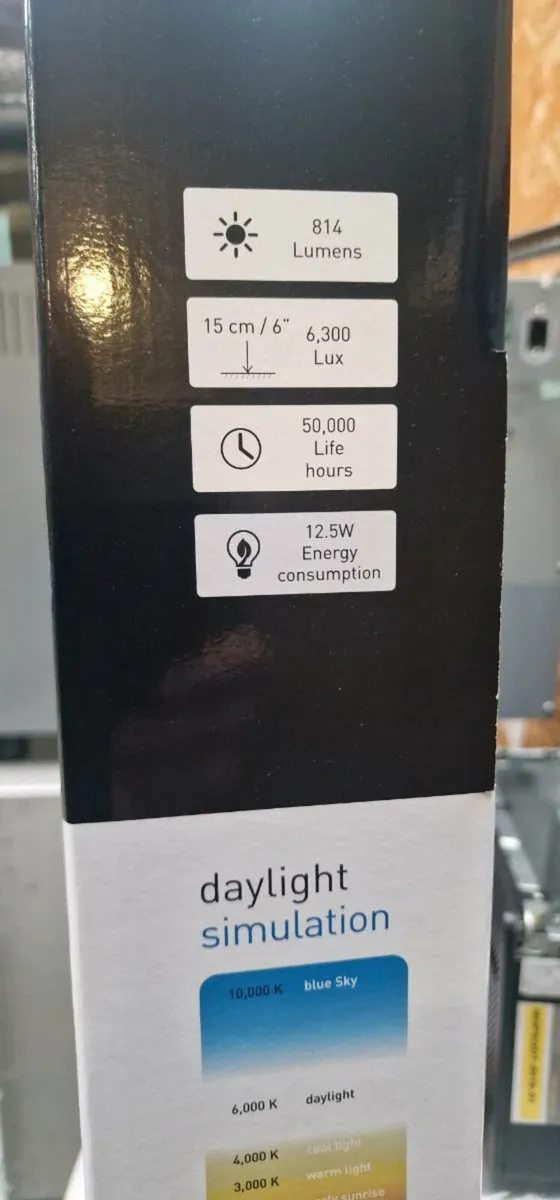 814
Lumens
15 cm / 6"
6,300
Lux
50,000
Life
hours
12.5W
Energy
consumption
daylight
simulation
10,000 K blue Sky
6,000 K daylight
4,000 K cool light
3,000 K warm light
sunrise